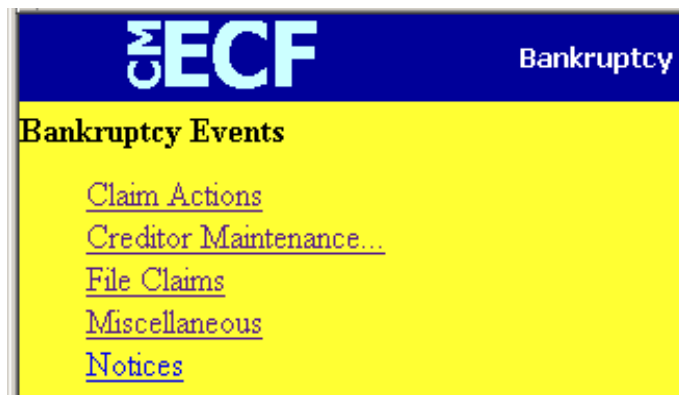 CM ECF Bankruptcy
Bankruptcy Events
Claim Actions
Creditor Maintenance...
File Claims
Miscellaneous
Notices